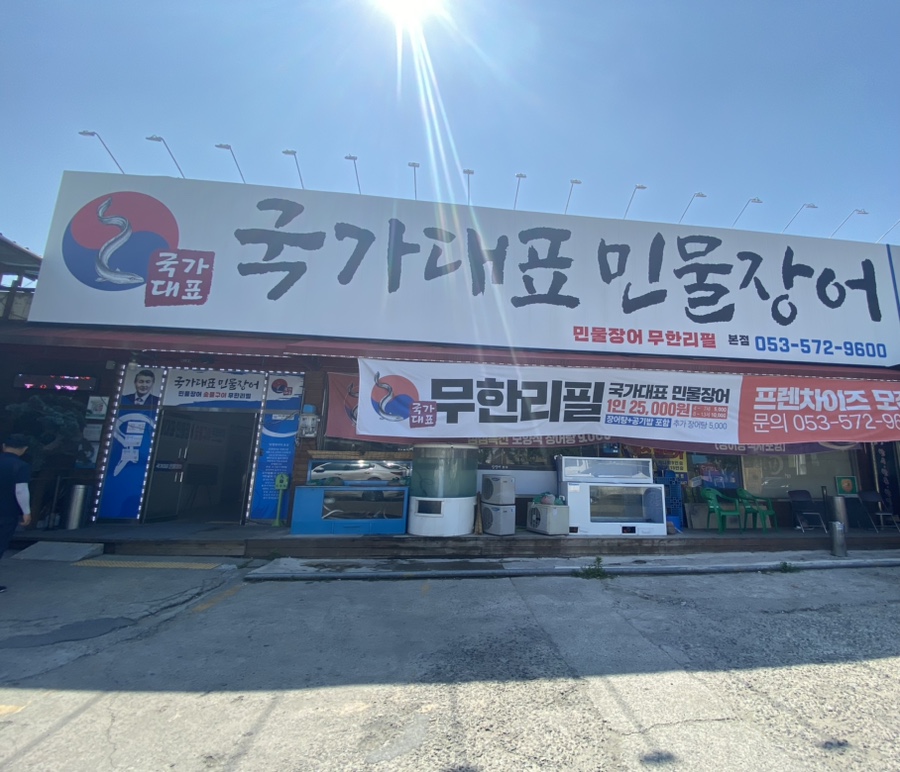 국가
대표
국가대표 민물장어
민물장어 무한리필 본점 053-572-9600
국가대표민물장어
민물장어 숯불구이 무한리필
국가
대표
무한리필
국가대표 민물장어
1인 25,000원
장어탕+공기밥 포함
추가 장어탕 5,000
프렌차이즈 모
문의 053-572-96